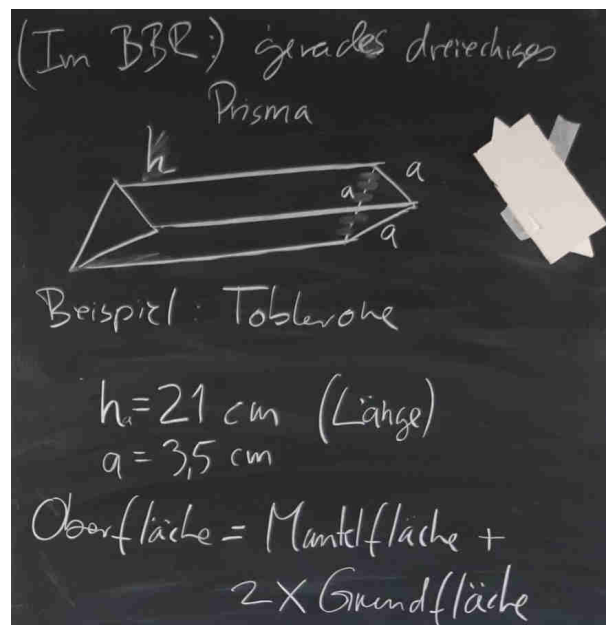 (Im BBR:) gerades dreieckiges
Prisma
h
a
a
a
Beispiel: Toblerone
h = 21 cm (Länge)
a = 3,5 cm
Oberfläche = Mantelfläche +
2 X Grundfläche